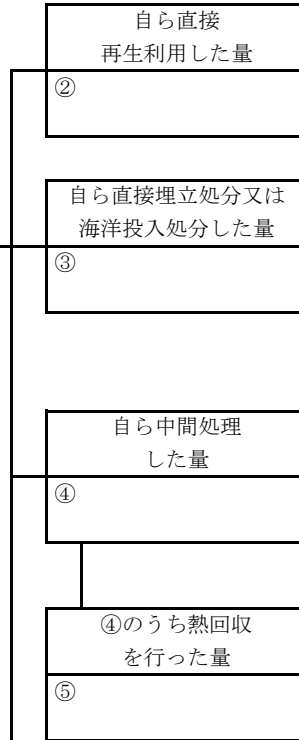 自ら直接
再生利用した量
②
自ら直接埋立処分又は
海洋投入処分した量
③
自ら中間処理
した量
④
④のうち熱回収
を行った量
⑤